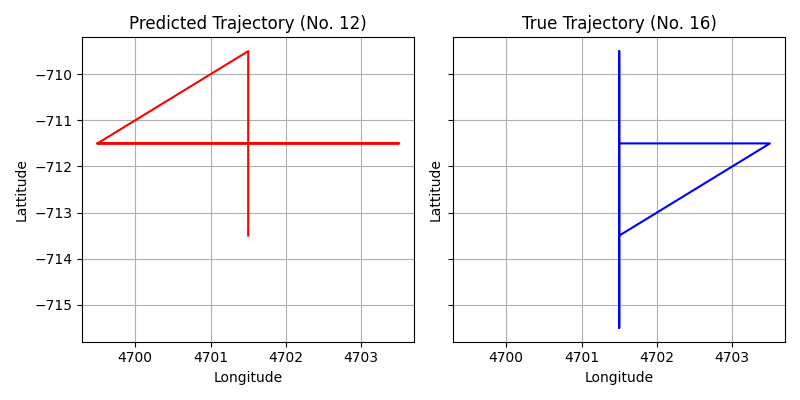 Predicted Trajectory (No. 12)
True Trajectory (No. 16)
−710
−711
−712
−713
−714
−715
Lattitude
Lattitude
4700 4701 4702 4703
4700 4701 4702 4703
Longitude
Longitude